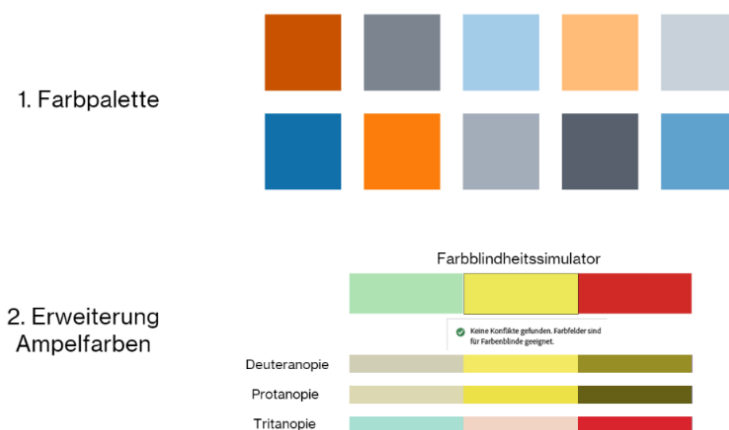 1. Farbpalette
Farbblindheitssimulator
2. Erweiterung
Ampelfarben
Keine Konflikte gefunden. Farbfelder sind
für Farbenblinde geeignet.
Deuteranopie
Protanopie
Tritanopie